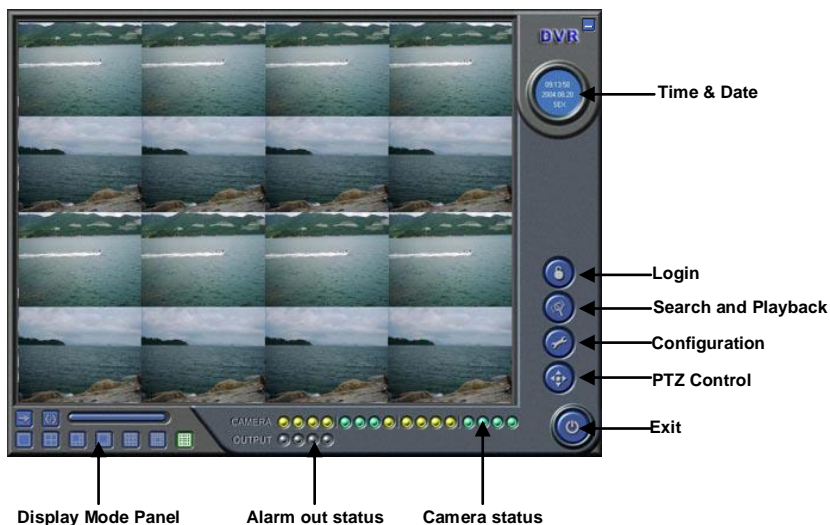 DVR
09:13:58
2004.08.20
SEX
Time & Date
Login
Search and Playback
Configuration
PTZ Control
Exit
CAMERA
OUTPUT
Display Mode Panel
Alarm out status
Camera status